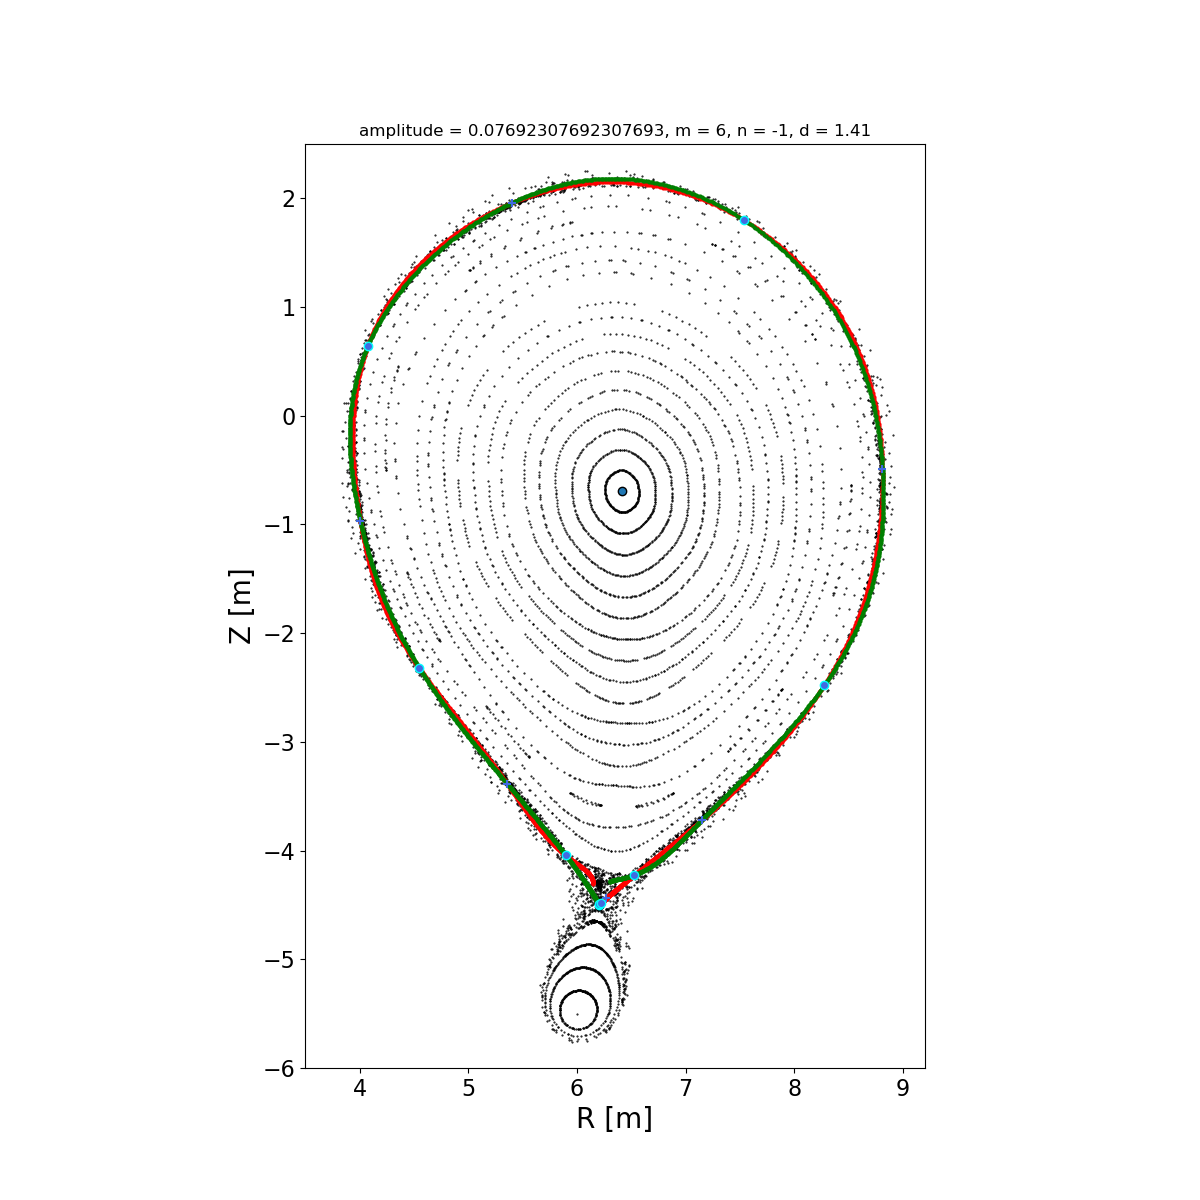 amplitude = 0.07692307692307693, m = 6, n = -1, d = 1.41
2
1
0
−1
−2
−3
−4
−5
−6
Z [m]
4 5 6 7 8 9
R [m]